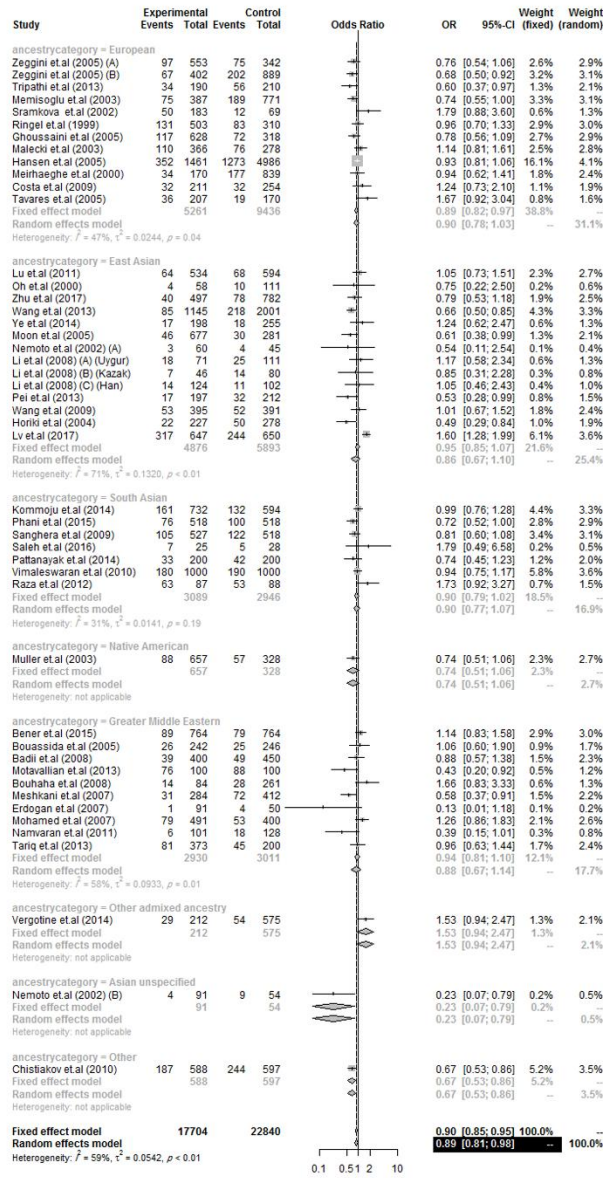 Experimental Control Weight Weight
Study Events Total Events Total Odds Ratio OR 95%-CI (fixed) (random)
ancestrycategory = European
Zeggini et.al (2005) (A) 97 553 75 342 0.76 [0.54; 1.06] 2.6% 2.9%
Zeggini et.al (2005) (B) 67 402 202 889 0.68 [0.50; 0.92] 3.2% 3.1%
Tripathi et.al (2013) 34 190 56 210 0.60 [0.37; 0.97] 1.3% 2.1%
Memisoglu et.al (2003) 75 387 189 771 0.74 [0.55; 1.00] 3.3% 3.1%
Sramkova et.al (2002) 50 183 12 69 1.79 [0.88; 3.60] 0.6% 1.3%
Ringel et.al (1999) 131 503 83 310 0.96 [0.70; 1.33] 2.9% 3.0%
Ghoussaini et.al (2005) 117 628 72 318 0.78 [0.56; 1.09] 2.7% 2.9%
Malecki et.al (2003) 110 366 76 278 1.14 [0.81; 1.61] 2.5% 2.8%
Hansen et.al (2005) 352 1461 1273 4986 0.93 [0.81; 1.06] 16.1% 4.1%
Meirhaeghe et.al (2000) 34 170 177 839 0.94 [0.62; 1.41] 1.8% 2.4%
Costa et.al (2009) 32 211 32 254 1.24 [0.73; 2.10] 1.1% 1.9%
Tavares et.al (2005) 36 207 19 170 1.67 [0.92; 3.04] 0.8% 1.6%
Fixed effect model 5261 9436 0.89 [0.82; 0.97] 38.8% --
Random effects model 0.90 [0.78; 1.03] -- 31.1%
Heterogeneity: I² = 47%, τ² = 0.0244, p = 0.04
ancestrycategory = East Asian
Lu et.al (2011) 64 534 68 594 1.05 [0.73; 1.51] 2.3% 2.7%
Oh et.al (2000) 4 58 10 111 0.75 [0.22; 2.50] 0.2% 0.6%
Zhu et.al (2017) 40 497 78 782 0.79 [0.53; 1.18] 1.9% 2.5%
Wang et.al (2013) 85 1145 218 2001 0.66 [0.50; 0.85] 4.3% 3.3%
Ye et.al (2014) 17 198 18 255 1.24 [0.62; 2.47] 0.6% 1.3%
Moon et.al (2005) 46 677 30 281 0.61 [0.38; 0.99] 1.3% 2.1%
Nemoto et.al (2002) (A) 3 60 4 45 0.54 [0.11; 2.54] 0.1% 0.4%
Li et.al (2008) (A) (Uygur) 18 71 25 111 1.17 [0.58; 2.34] 0.6% 1.3%
Li et.al (2008) (B) (Kazak) 7 46 14 80 0.85 [0.31; 2.28] 0.3% 0.8%
Li et.al (2008) (C) (Han) 14 124 11 102 1.05 [0.46; 2.43] 0.4% 1.0%
Pei et.al (2013) 17 197 32 212 0.53 [0.28; 0.99] 0.8% 1.5%
Wang et.al (2009) 53 395 52 391 1.01 [0.67; 1.52] 1.8% 2.4%
Horiki et.al (2004) 22 227 50 278 0.49 [0.29; 0.84] 1.0% 1.9%
Lv et.al (2017) 317 647 244 650 1.60 [1.28; 1.99] 6.1% 3.6%
Fixed effect model 4876 5893 0.95 [0.85; 1.07] 21.6% --
Random effects model 0.86 [0.67; 1.10] -- 25.4%
Heterogeneity: I² = 71%, τ² = 0.1320, p < 0.01
ancestrycategory = South Asian
Kommoju et.al (2014) 161 732 132 594 0.99 [0.76; 1.28] 4.4% 3.3%
Phani et.al (2015) 76 518 100 518 0.72 [0.52; 1.00] 2.8% 2.9%
Sanghera et.al (2009) 105 527 122 518 0.81 [0.60; 1.08] 3.4% 3.1%
Saleh et.al (2016) 7 25 5 28 1.79 [0.49; 6.58] 0.2% 0.5%
Pattanayak et.al (2014) 33 200 42 200 0.74 [0.45; 1.23] 1.2% 2.0%
Vimaleswaran et.al (2010) 180 1000 190 1000 0.94 [0.75; 1.17] 5.8% 3.6%
Raza et.al (2012) 63 87 53 88 1.73 [0.92; 3.27] 0.7% 1.5%
Fixed effect model 3089 2946 0.90 [0.79; 1.02] 18.5% --
Random effects model 0.90 [0.77; 1.07] -- 16.9%
Heterogeneity: I² = 31%, τ² = 0.0141, p = 0.19
ancestrycategory = Native American
Muller et.al (2003) 88 657 57 328 0.74 [0.51; 1.06] 2.3% 2.7%
Fixed effect model 657 328 0.74 [0.51; 1.06] 2.3% --
Random effects model 0.74 [0.51; 1.06] -- 2.7%
Heterogeneity: not applicable
ancestrycategory = Greater Middle Eastern
Bener et.al (2015) 89 764 79 764 1.14 [0.83; 1.58] 2.9% 3.0%
Bouassida et.al (2005) 26 242 25 246 1.06 [0.60; 1.90] 0.9% 1.7%
Badii et.al (2008) 39 400 49 450 0.88 [0.57; 1.38] 1.5% 2.3%
Motavallian et.al (2013) 76 100 88 100 0.43 [0.20; 0.92] 0.5% 1.2%
Bouhaha et.al (2008) 14 84 28 261 1.66 [0.83; 3.33] 0.6% 1.3%
Meshkani et.al (2007) 31 284 72 412 0.58 [0.37; 0.91] 1.5% 2.2%
Erdogan et.al (2007) 1 91 4 50 0.13 [0.01; 1.18] 0.1% 0.2%
Mohamed et.al (2007) 79 491 53 400 1.26 [0.86; 1.83] 2.1% 2.6%
Namvaran et.al (2011) 6 101 18 128 0.39 [0.15; 1.01] 0.3% 0.9%
Tariq et.al (2013) 81 373 45 200 0.96 [0.63; 1.44] 1.7% 2.4%
Fixed effect model 2930 3011 0.94 [0.81; 1.10] 12.1% --
Random effects model 0.88 [0.67; 1.14] -- 17.7%
Heterogeneity: I² = 58%, τ² = 0.0933, p = 0.01
ancestrycategory = Other admixed ancestry
Vergotine et.al (2014) 29 212 54 575 1.53 [0.94; 2.47] 1.3% 2.1%
Fixed effect model 212 575 1.53 [0.94; 2.47] 1.3% --
Random effects model 1.53 [0.94; 2.47] -- 2.1%
Heterogeneity: not applicable
ancestrycategory = Asian unspecified
Nemoto et.al (2002) (B) 4 91 9 54 0.23 [0.07; 0.79] 0.2% 0.5%
Fixed effect model 91 54 0.23 [0.07; 0.79] 0.2% --
Random effects model 0.23 [0.07; 0.79] -- 0.5%
Heterogeneity: not applicable
ancestrycategory = Other
Chistiakov et.al (2010) 187 588 244 597 0.67 [0.53; 0.86] 5.2% 3.5%
Fixed effect model 588 597 0.67 [0.53; 0.86] 5.2% --
Random effects model 0.67 [0.53; 0.86] -- 3.5%
Heterogeneity: not applicable
Fixed effect model 17704 22840 0.90 [0.85; 0.95] 100.0% --
Random effects model 0.89 [0.81; 0.98] -- 100.0%
Heterogeneity: I² = 59%, τ² = 0.0542, p < 0.01
0.1 0.5 1 2 10